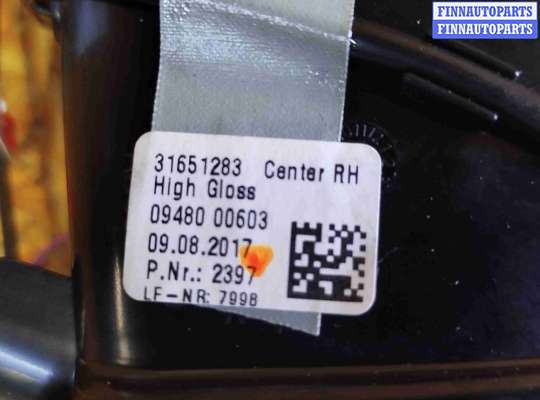 FINNAUTOPARTS
FINNAUTOPARTS
31651283 Center RH
High Gloss
09480 00603
09.08.2017
P.Nr.: 2397
LF-NR: 7998